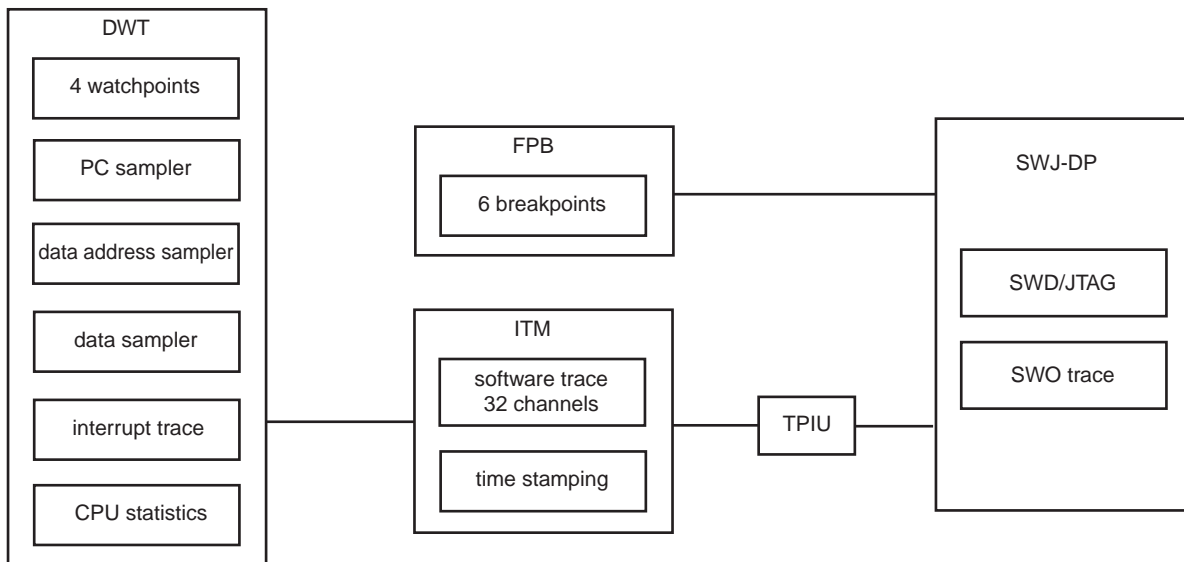 DWT
4 watchpoints
PC sampler
data address sampler
data sampler
interrupt trace
CPU statistics
FPB
6 breakpoints
ITM
software trace
32 channels
time stamping
TPIU
SWJ-DP
SWD/JTAG
SWO trace